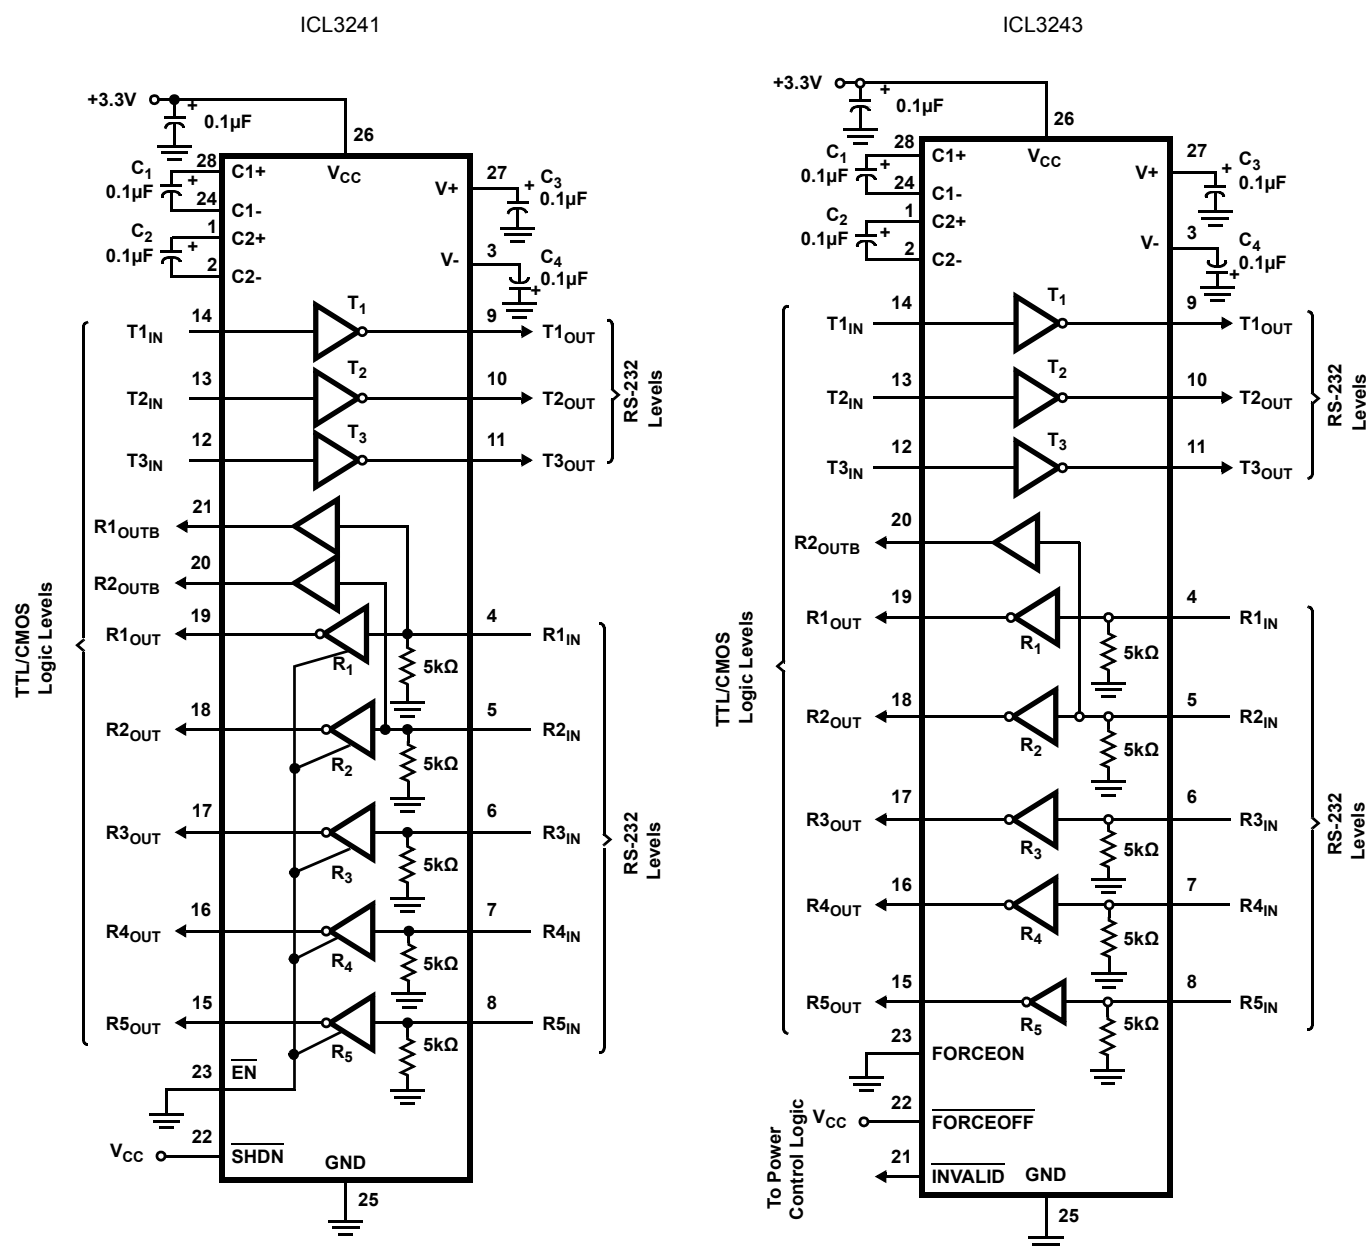 ICL3241
+3.3V
+
0.1µF
26
28
C1+
VCC
C1
0.1µF
+
24
C1-
27
V+
+
C3
0.1µF
1
C2+
C2
0.1µF
+
2
C2-
3
V-
C4
0.1µF
+
T1
T1IN
14
9
T1OUT
T2
T2IN
13
10
T2OUT
T3
T3IN
12
11
T3OUT
RS-232
Levels
21
R1OUTB
20
R2OUTB
19
R1OUT
R1
4
R1IN
5kΩ
18
R2OUT
R2
5
R2IN
5kΩ
17
R3OUT
R3
6
R3IN
5kΩ
16
R4OUT
R4
7
R4IN
5kΩ
15
R5OUT
R5
8
R5IN
5kΩ
TTL/CMOS
Logic Levels
RS-232
Levels
23
EN
22
VCC
SHDN
GND
25
ICL3243
+3.3V
+
0.1µF
26
28
C1+
VCC
C1
0.1µF
+
24
C1-
27
V+
+
C3
0.1µF
1
C2+
C2
0.1µF
+
2
C2-
3
V-
C4
0.1µF
+
T1
T1IN
14
9
T1OUT
T2
T2IN
13
10
T2OUT
T3
T3IN
12
11
T3OUT
RS-232
Levels
20
R2OUTB
19
R1OUT
R1
4
R1IN
5kΩ
18
R2OUT
R2
5
R2IN
5kΩ
17
R3OUT
R3
6
R3IN
5kΩ
16
R4OUT
R4
7
R4IN
5kΩ
15
R5OUT
R5
8
R5IN
5kΩ
TTL/CMOS
Logic Levels
RS-232
Levels
23
FORCEON
22
VCC
FORCEOFF
21
INVALID
To Power
Control Logic
GND
25